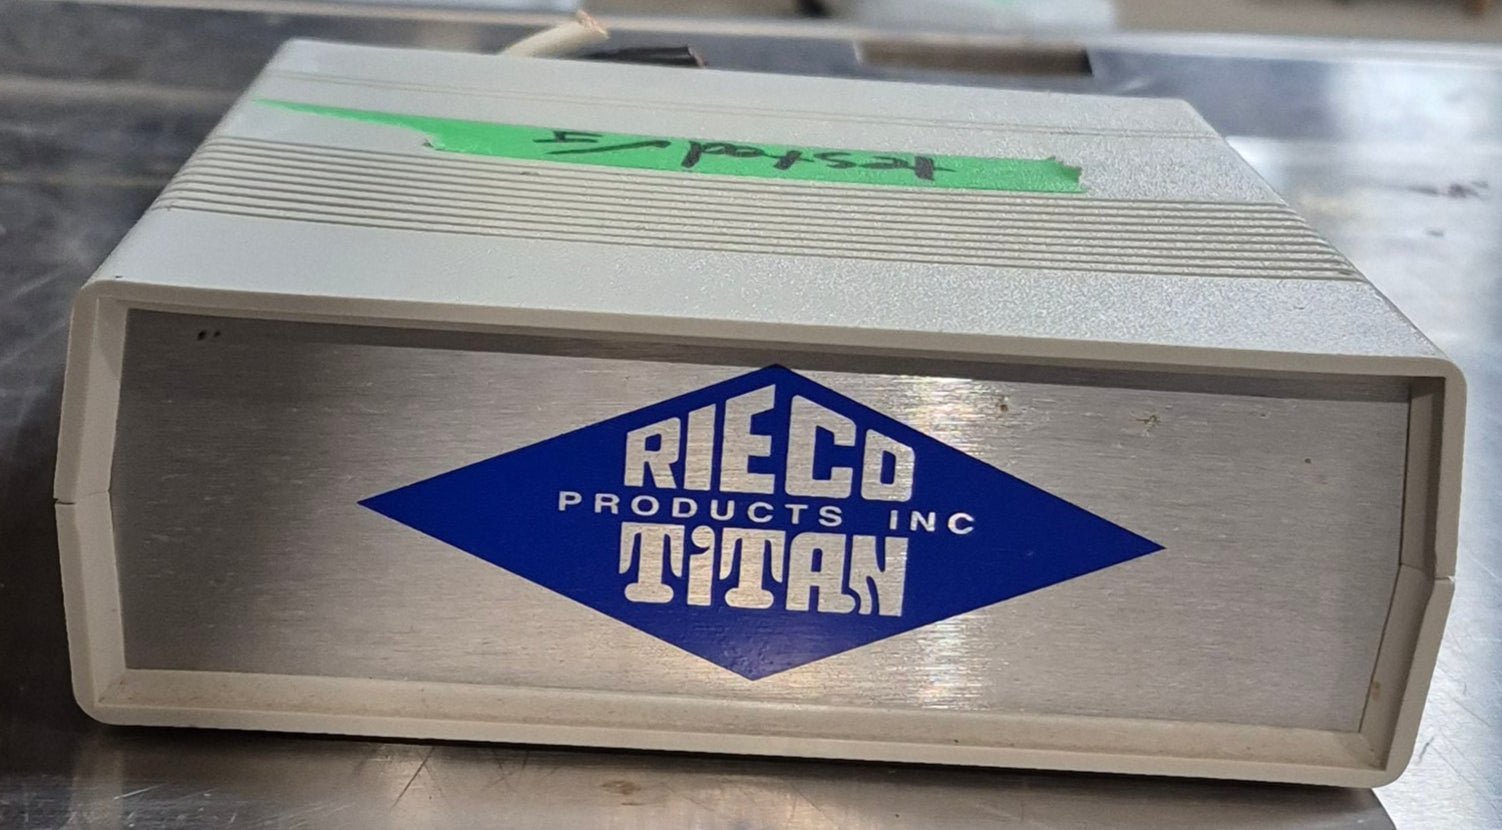 tested ✓
RIECO
PRODUCTS INC
TiTAN